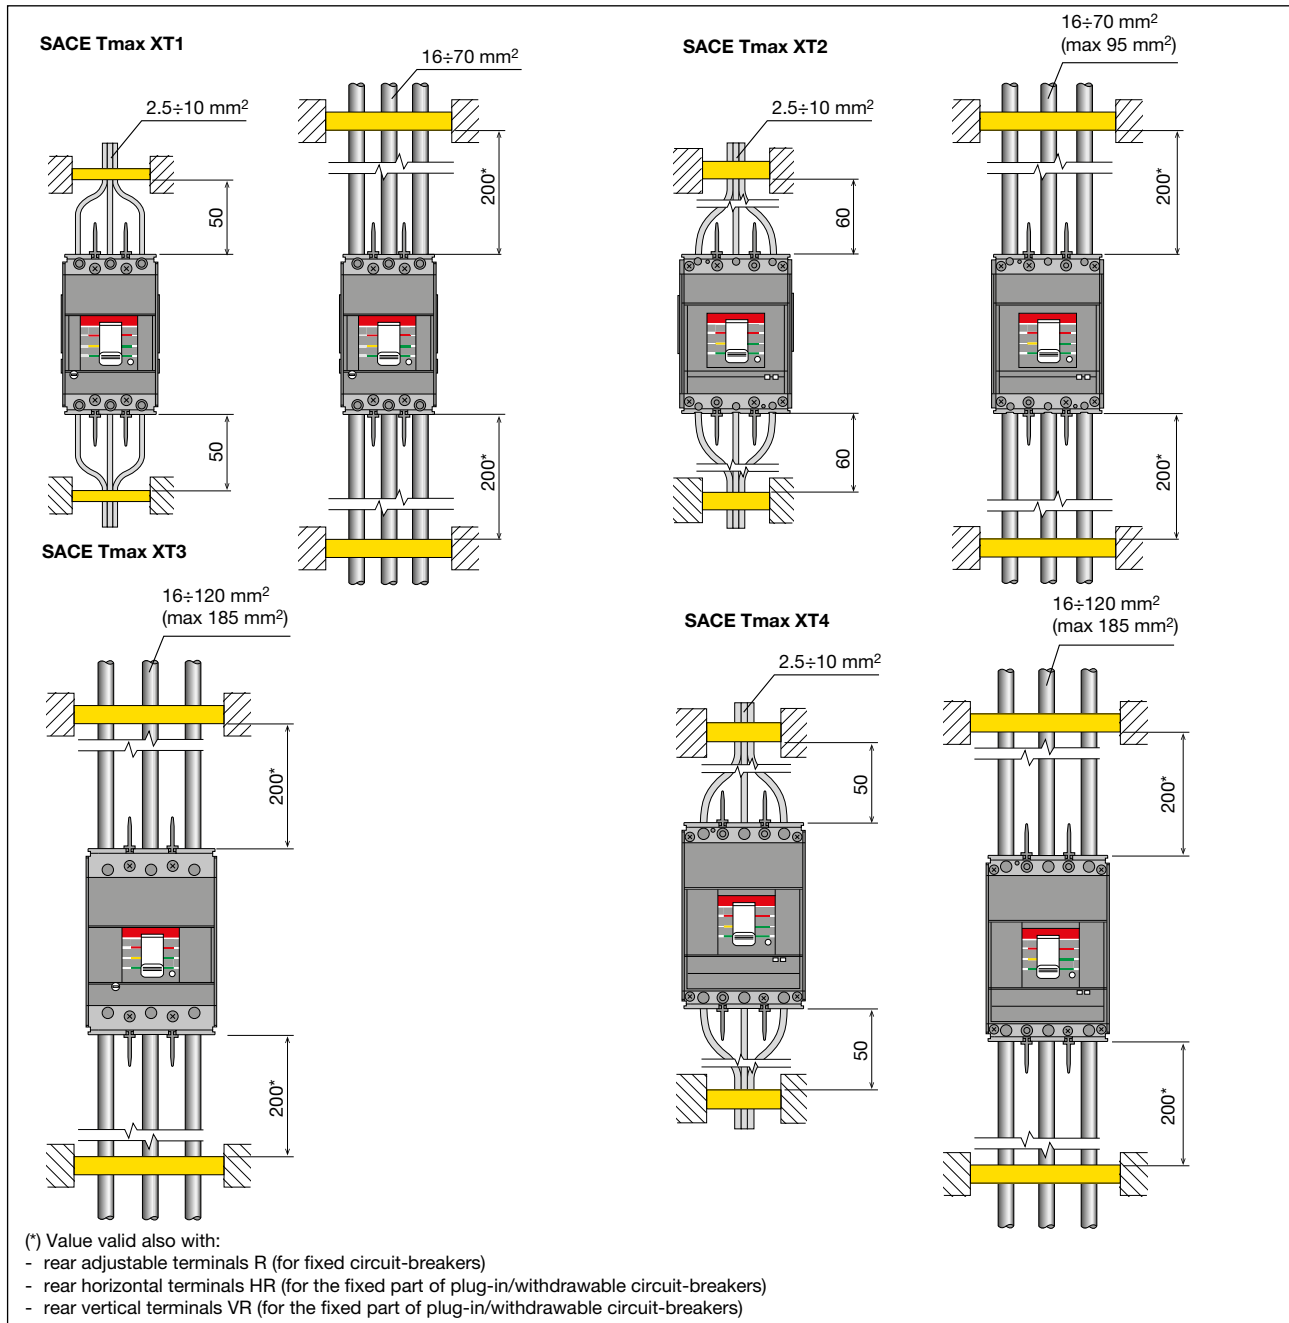 SACE Tmax XT1
16÷70 mm²
2.5÷10 mm²
50
200*
50
200*
SACE Tmax XT2
16÷70 mm²
(max 95 mm²)
2.5÷10 mm²
60
200*
60
200*
SACE Tmax XT3
16÷120 mm²
(max 185 mm²)
200*
200*
SACE Tmax XT4
16÷120 mm²
(max 185 mm²)
2.5÷10 mm²
50
200*
50
200*
(*) Value valid also with:
- rear adjustable terminals R (for fixed circuit-breakers)
- rear horizontal terminals HR (for the fixed part of plug-in/withdrawable circuit-breakers)
- rear vertical terminals VR (for the fixed part of plug-in/withdrawable circuit-breakers)